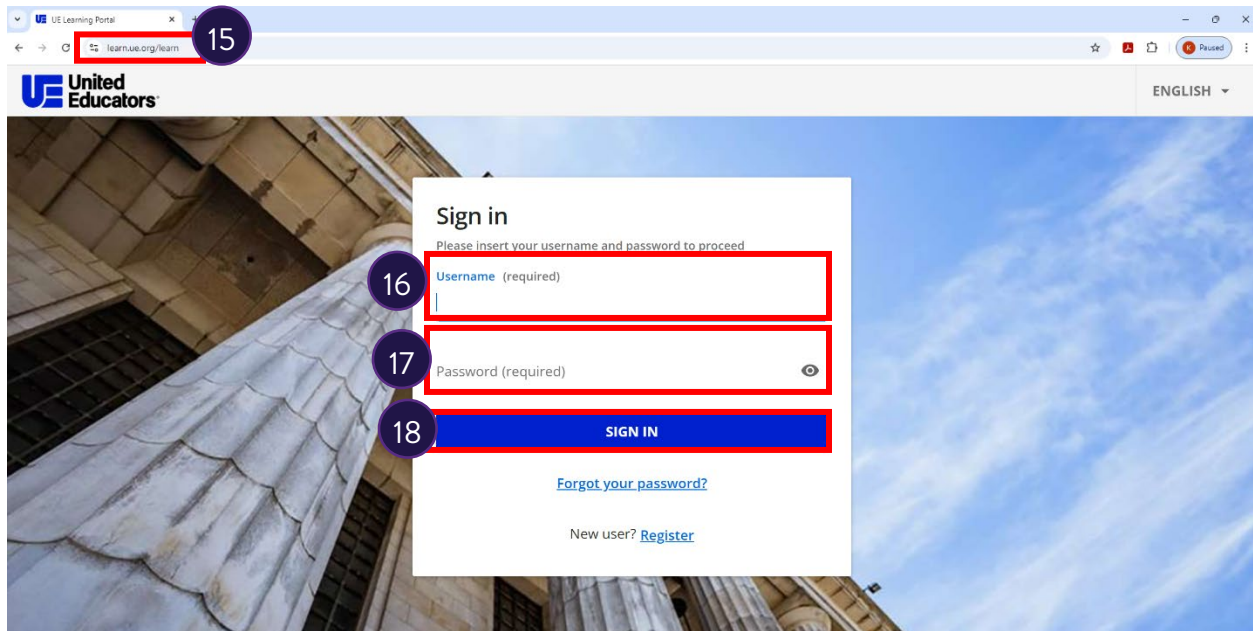 UE Learning Portal
15
learn.ue.org/learn
K Paused
UE United
Educators
ENGLISH
Sign in
Please insert your username and password to proceed
16
Username (required)
17
Password (required)
18
SIGN IN
Forgot your password?
New user? Register